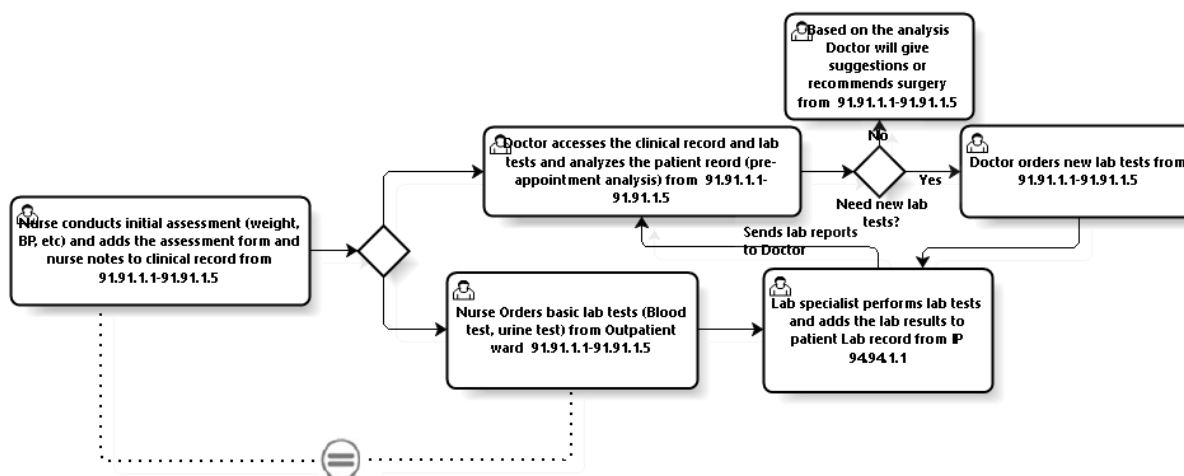 Based on the analysis
Doctor will give
suggestions or
recommends surgery
from 91.91.1.1-91.91.1.5
No
Doctor accesses the clinical record and lab
tests and analyzes the patient reord (pre-
appointment analysis) from 91.91.1.1-
91.91.1.5
Need new lab
tests?
Yes
Doctor orders new lab tests from
91.91.1.1-91.91.1.5
Nurse conducts initial assessment (weight,
BP, etc) and adds the assessment form and
nurse notes to clinical record from
91.91.1.1-91.91.1.5
Sends lab reports
to Doctor
Nurse Orders basic lab tests (Blood
test, urine test) from Outpatient
ward 91.91.1.1-91.91.1.5
Lab specialist performs lab tests
and adds the lab results to
patient Lab record from IP
94.94.1.1